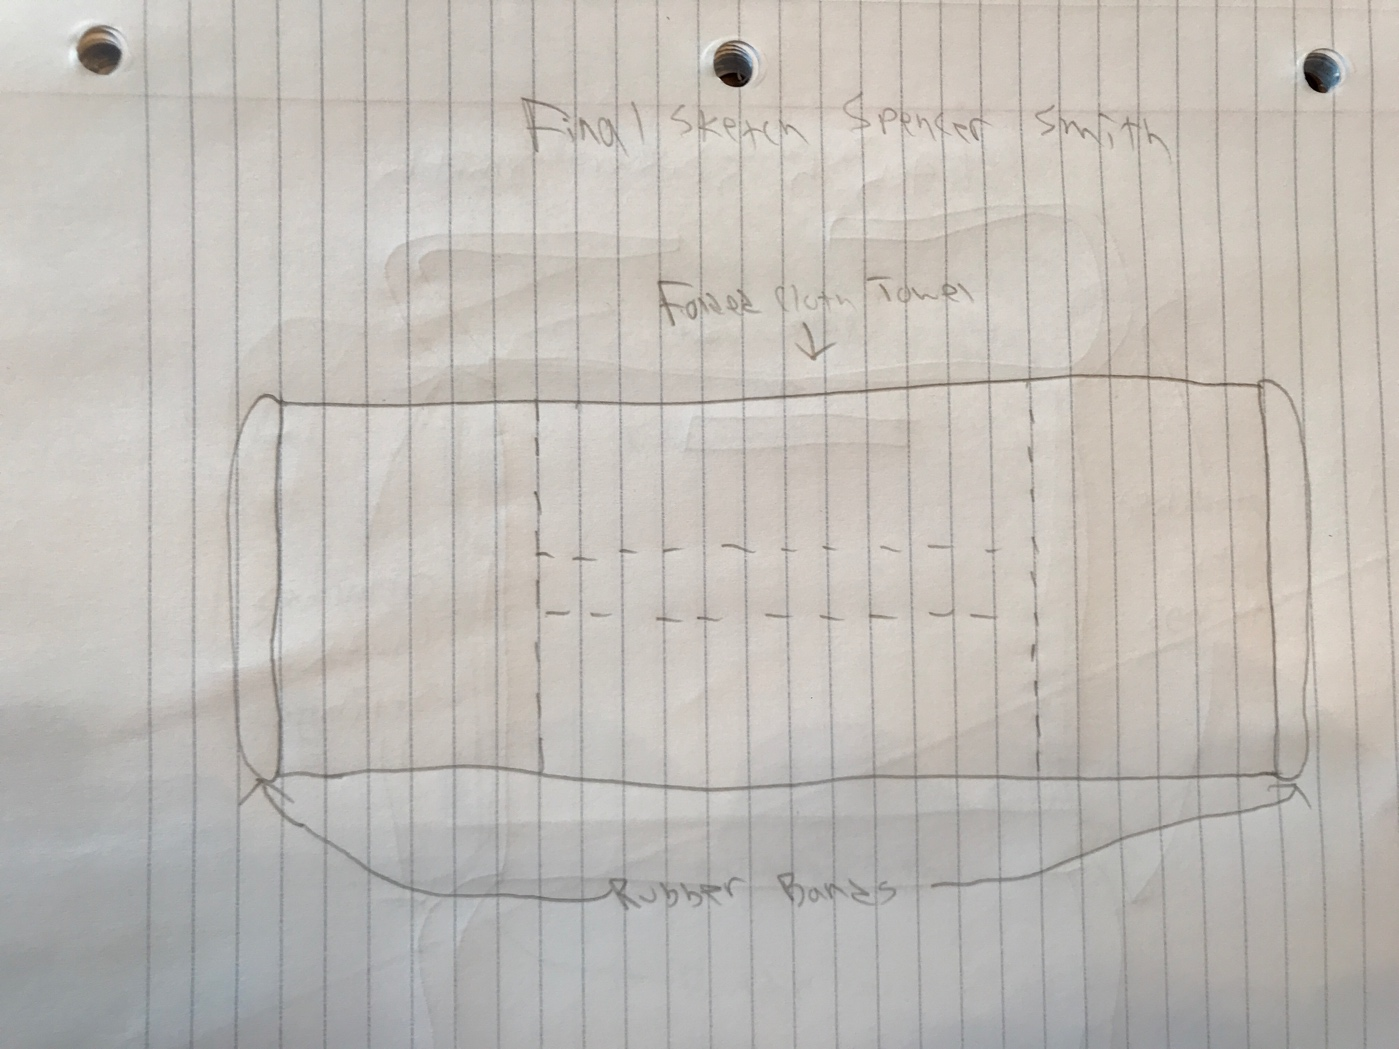 Final Sketch Spencer Smith
Folded Cloth Towel
Rubber Bands